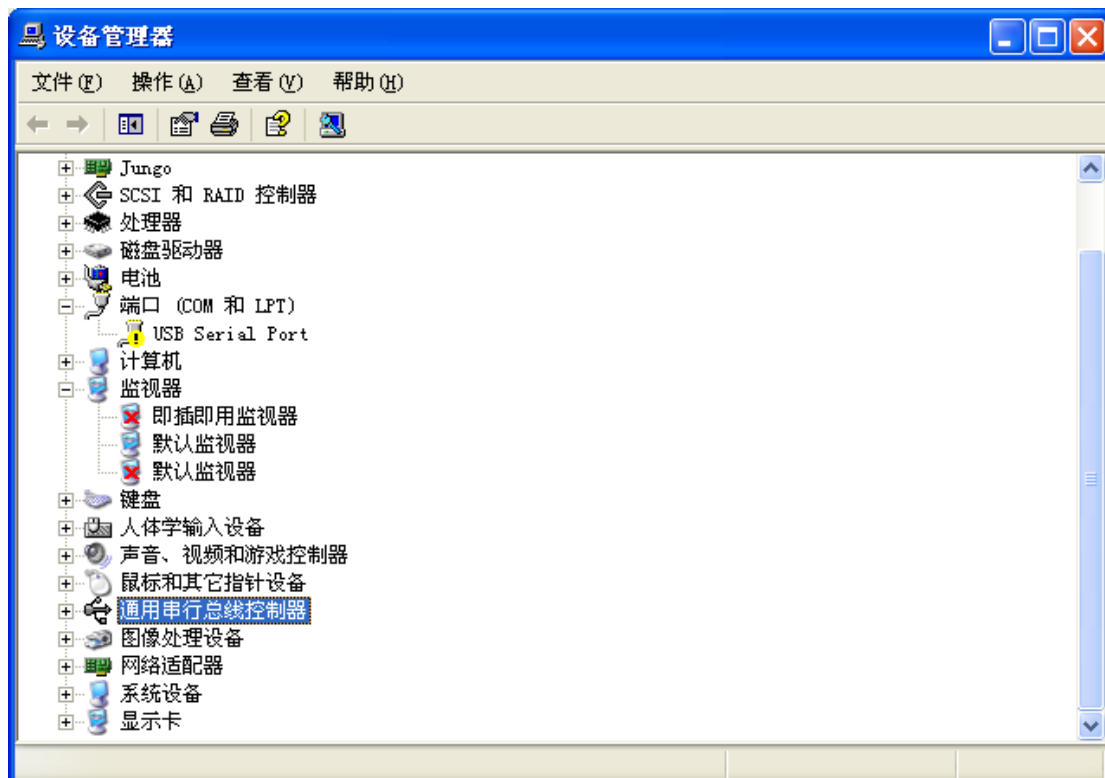 设备管理器
文件(F) 操作(A) 查看(V) 帮助(H)
Jungo
SCSI 和 RAID 控制器
处理器
磁盘驱动器
电池
端口 (COM 和 LPT)
USB Serial Port
计算机
监视器
即插即用监视器
默认监视器
默认监视器
键盘
人体学输入设备
声音、视频和游戏控制器
鼠标和其它指针设备
通用串行总线控制器
图像处理设备
网络适配器
系统设备
显示卡